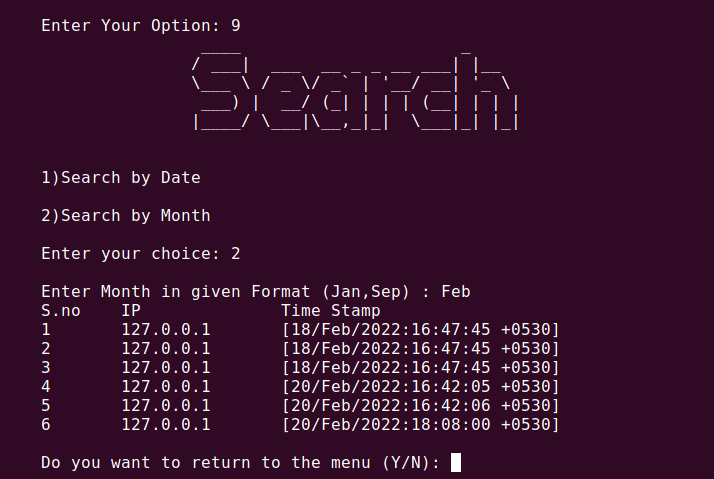 Enter Your Option: 9
Search
1)Search by Date
2)Search by Month
Enter your choice: 2
Enter Month in given Format (Jan,Sep) : Feb
S.no IP Time Stamp
1 127.0.0.1 [18/Feb/2022:16:47:45 +0530]
2 127.0.0.1 [18/Feb/2022:16:47:45 +0530]
3 127.0.0.1 [18/Feb/2022:16:47:45 +0530]
4 127.0.0.1 [20/Feb/2022:16:42:05 +0530]
5 127.0.0.1 [20/Feb/2022:16:42:06 +0530]
6 127.0.0.1 [20/Feb/2022:18:08:00 +0530]
Do you want to return to the menu (Y/N):